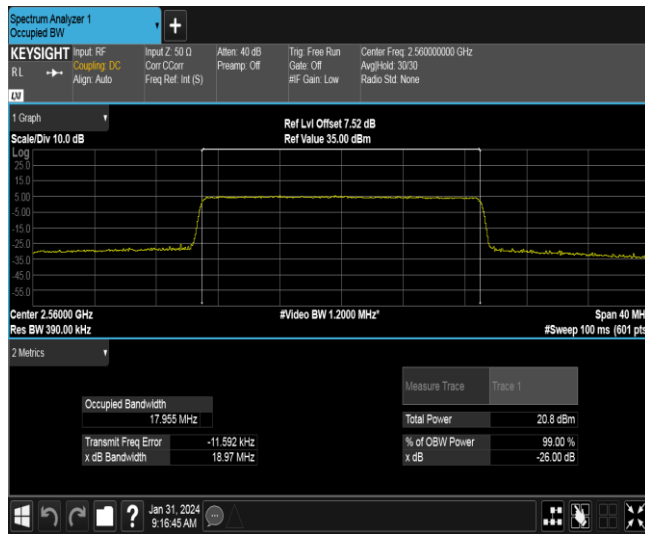 Spectrum Analyzer 1
Occupied BW
+
KEYSIGHT
RL
LXI
Input: RF
Coupling: DC
Align: Auto
Input Z: 50 Ω
Corr CCorr
Freq Ref: Int (S)
Atten: 40 dB
Preamp: Off
Trig: Free Run
Gate: Off
#IF Gain: Low
Center Freq: 2.560000000 GHz
Avg|Hold: 30/30
Radio Std: None
1 Graph
Scale/Div 10.0 dB
Ref Lvl Offset 7.52 dB
Ref Value 35.00 dBm
Log
25.0
15.0
5.00
-5.00
-15.0
-25.0
-35.0
-45.0
-55.0
Center 2.56000 GHz
#Video BW 1.2000 MHz*
Span 40 MH
Res BW 390.00 kHz
#Sweep 100 ms (601 pts
2 Metrics
Measure Trace Trace 1
Occupied Bandwidth
17.955 MHz
Total Power 20.8 dBm
Transmit Freq Error -11.592 kHz
% of OBW Power 99.00 %
x dB Bandwidth 18.97 MHz
x dB -26.00 dB
?
Jan 31, 2024
9:16:45 AM